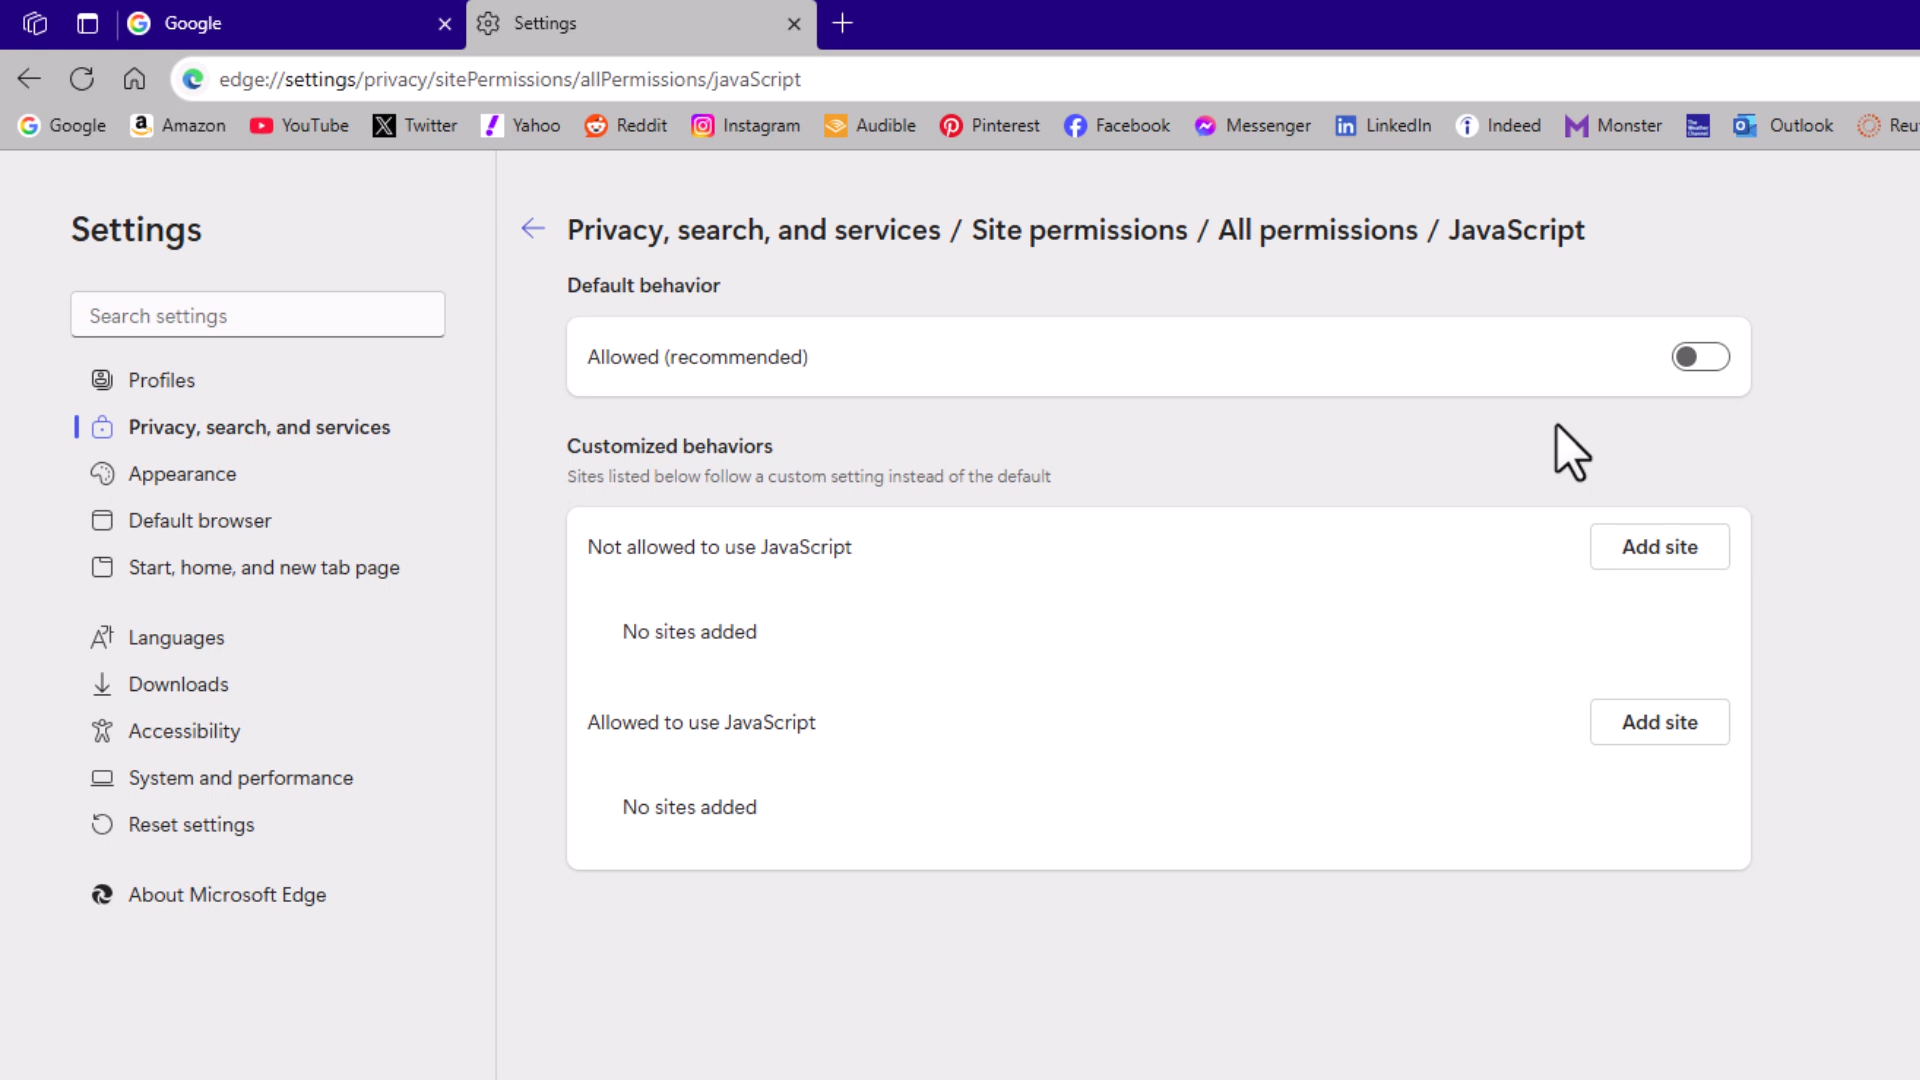 Google
Settings
edge://settings/privacy/sitePermissions/allPermissions/javaScript
Google Amazon YouTube Twitter Yahoo Reddit Instagram Audible Pinterest Facebook Messenger LinkedIn Indeed Monster Outlook
Settings
Search settings
Profiles
Privacy, search, and services
Appearance
Default browser
Start, home, and new tab page
Languages
Downloads
Accessibility
System and performance
Reset settings
About Microsoft Edge
Privacy, search, and services / Site permissions / All permissions / JavaScript
Default behavior
Allowed (recommended)
Customized behaviors
Sites listed below follow a custom setting instead of the default
Not allowed to use JavaScript
Add site
No sites added
Allowed to use JavaScript
Add site
No sites added